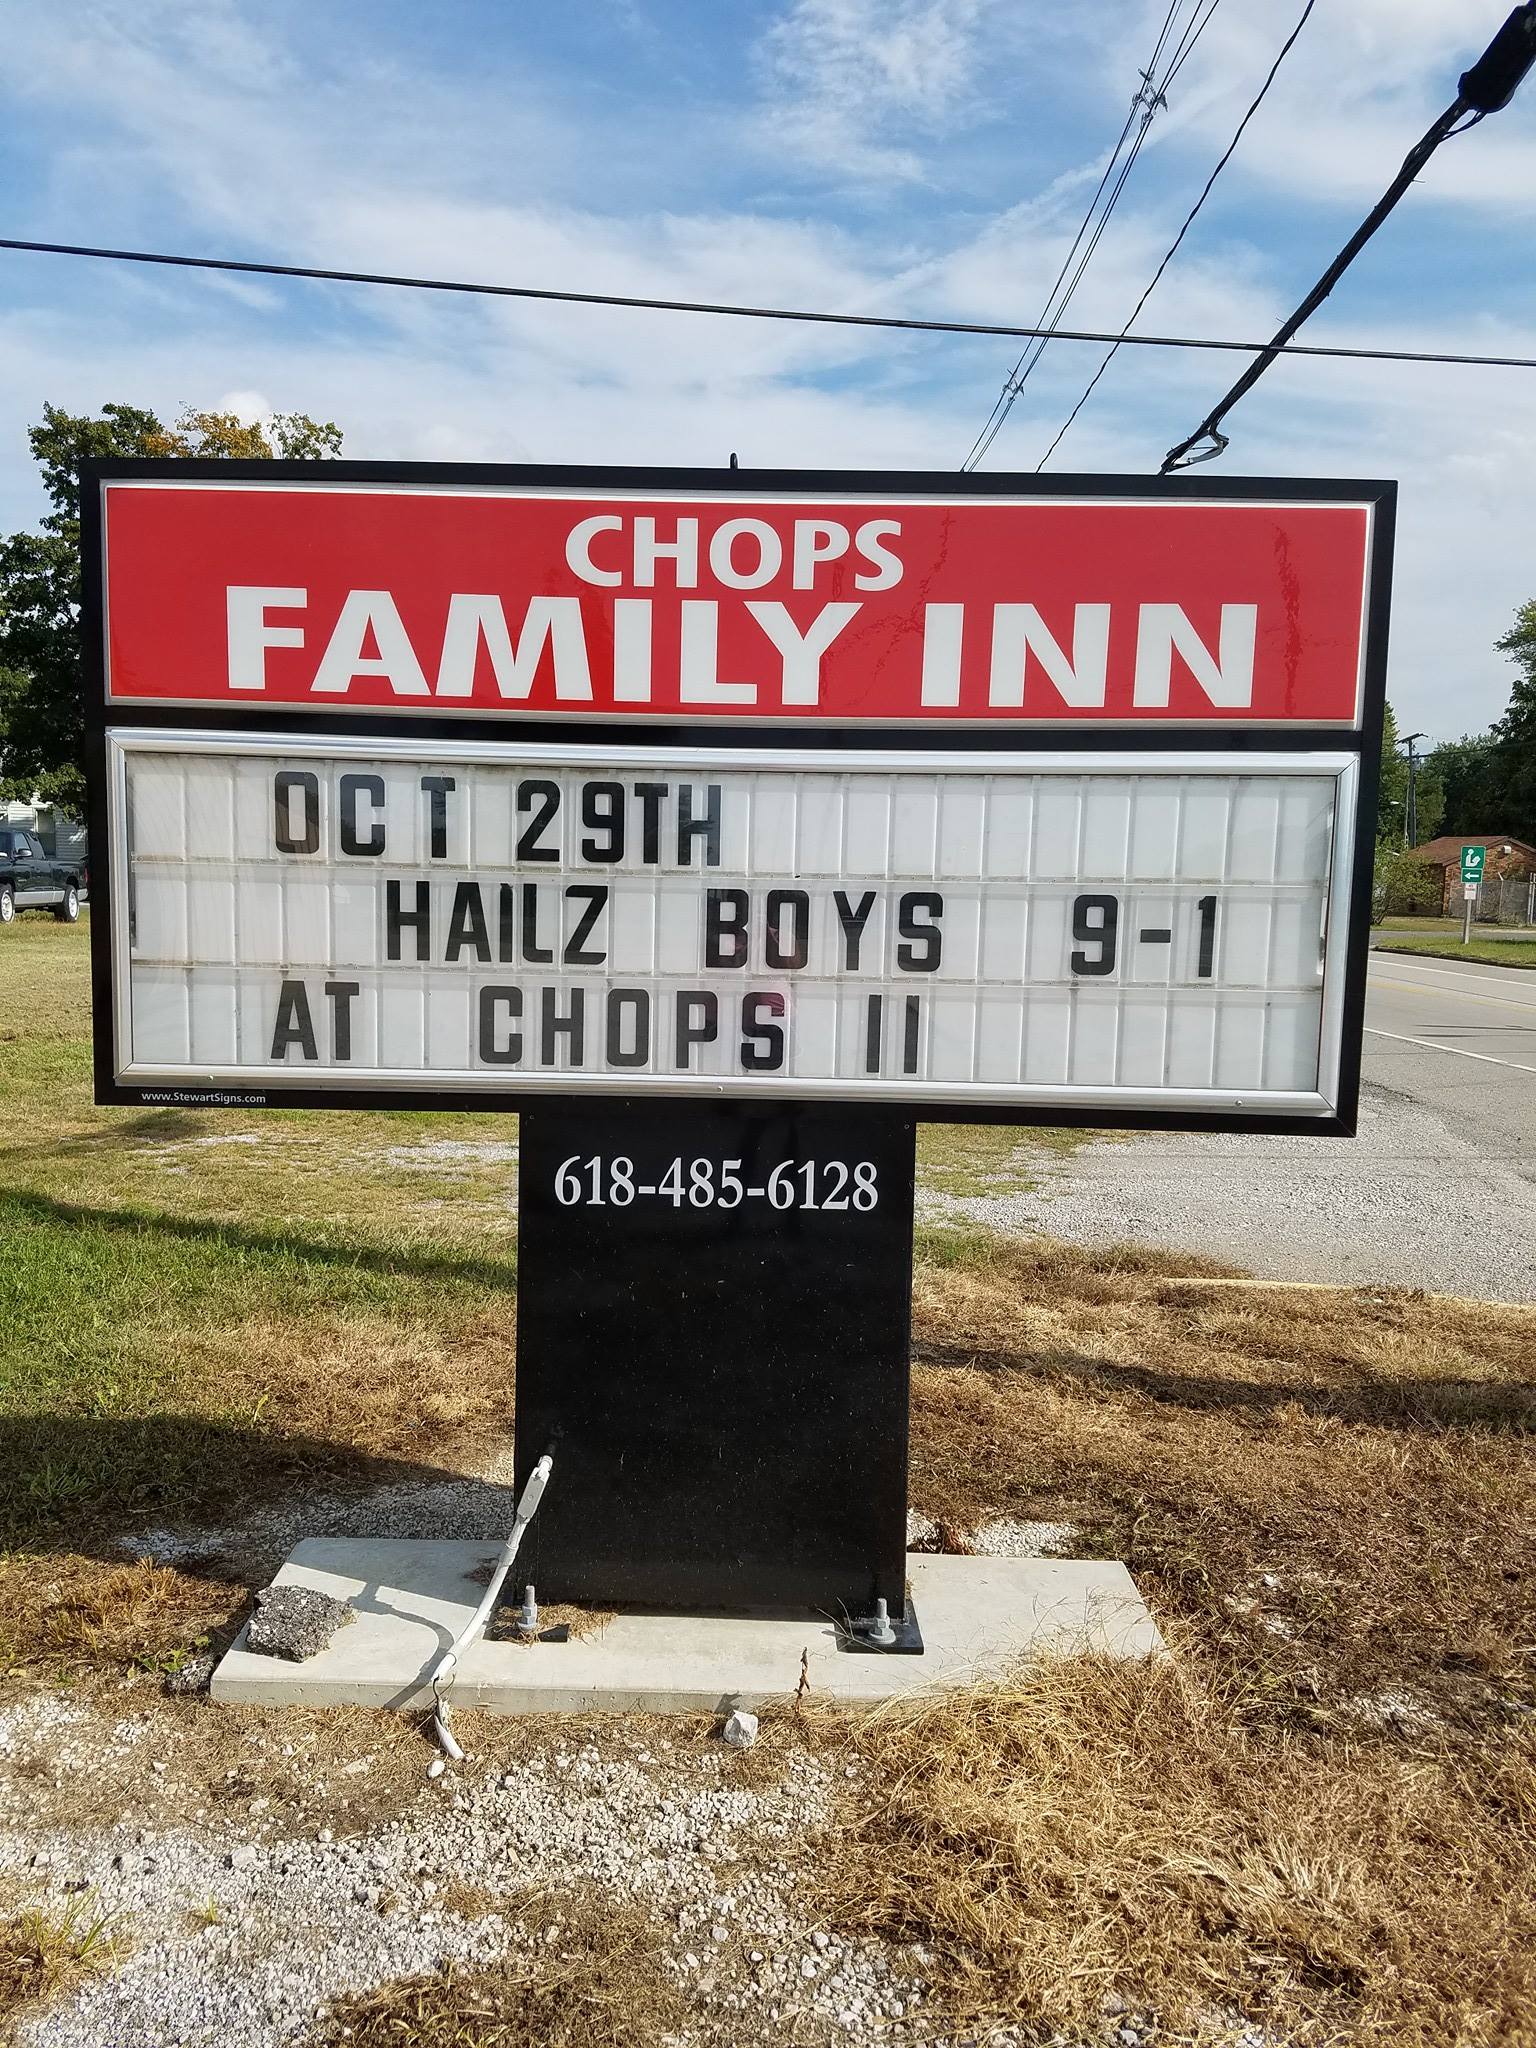 CHOPS
FAMILY INN
OCT 29TH
HAILZ BOYS 9-1
AT CHOPS II
www.StewartSigns.com
618-485-6128